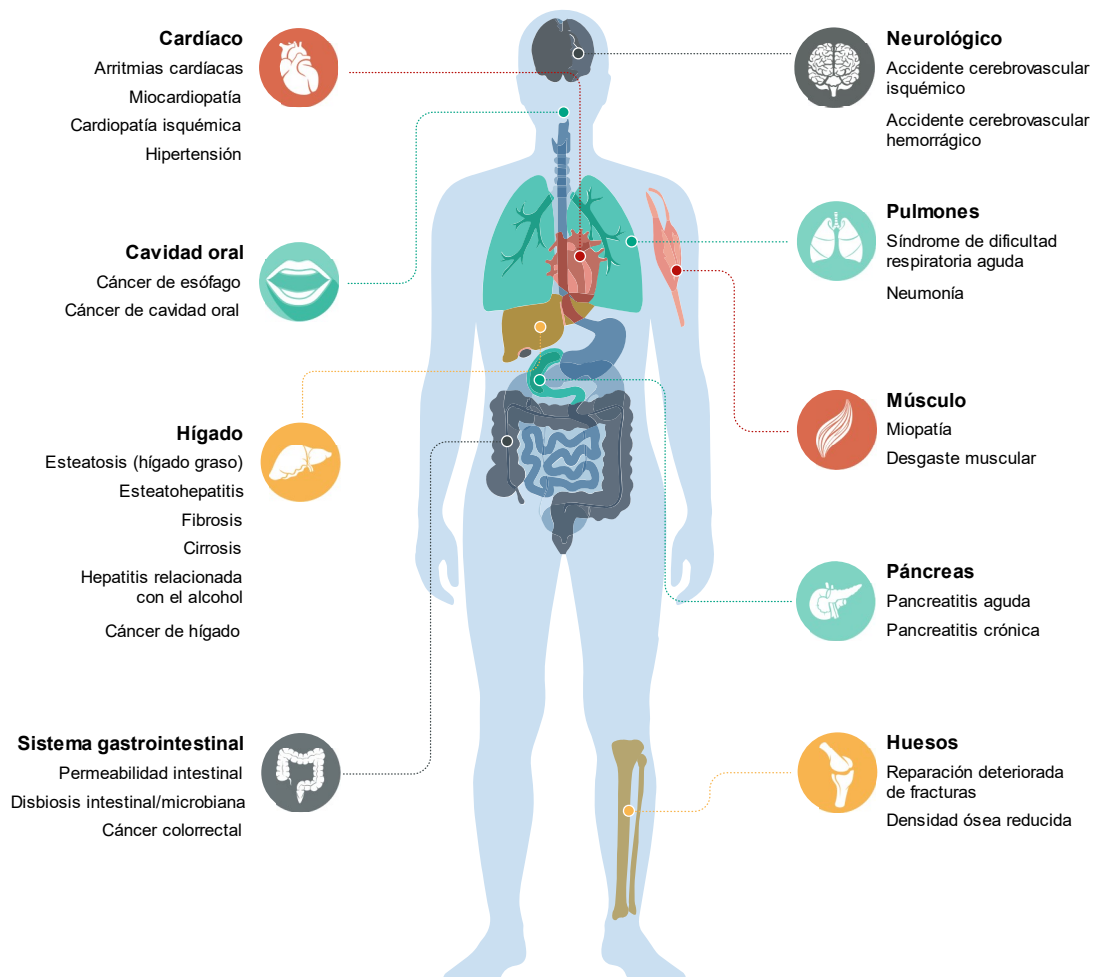 Cardíaco
Arritmias cardíacas
Miocardiopatía
Cardiopatía isquémica
Hipertensión
Cavidad oral
Cáncer de esófago
Cáncer de cavidad oral
Hígado
Esteatosis (hígado graso)
Esteatohepatitis
Fibrosis
Cirrosis
Hepatitis relacionada
con el alcohol
Cáncer de hígado
Sistema gastrointestinal
Permeabilidad intestinal
Disbiosis intestinal/microbiana
Cáncer colorrectal
Neurológico
Accidente cerebrovascular
isquémico
Accidente cerebrovascular
hemorrágico
Pulmones
Síndrome de dificultad
respiratoria aguda
Neumonía
Músculo
Miopatía
Desgaste muscular
Páncreas
Pancreatitis aguda
Pancreatitis crónica
Huesos
Reparación deteriorada
de fracturas
Densidad ósea reducida